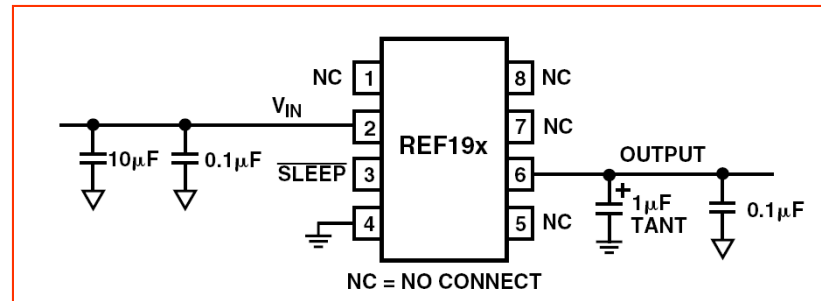 NC 1
8 NC
VIN
2
7 NC
REF19x
10µF
0.1µF
SLEEP 3
6
OUTPUT
+
1µF
TANT
0.1µF
4
5 NC
NC = NO CONNECT